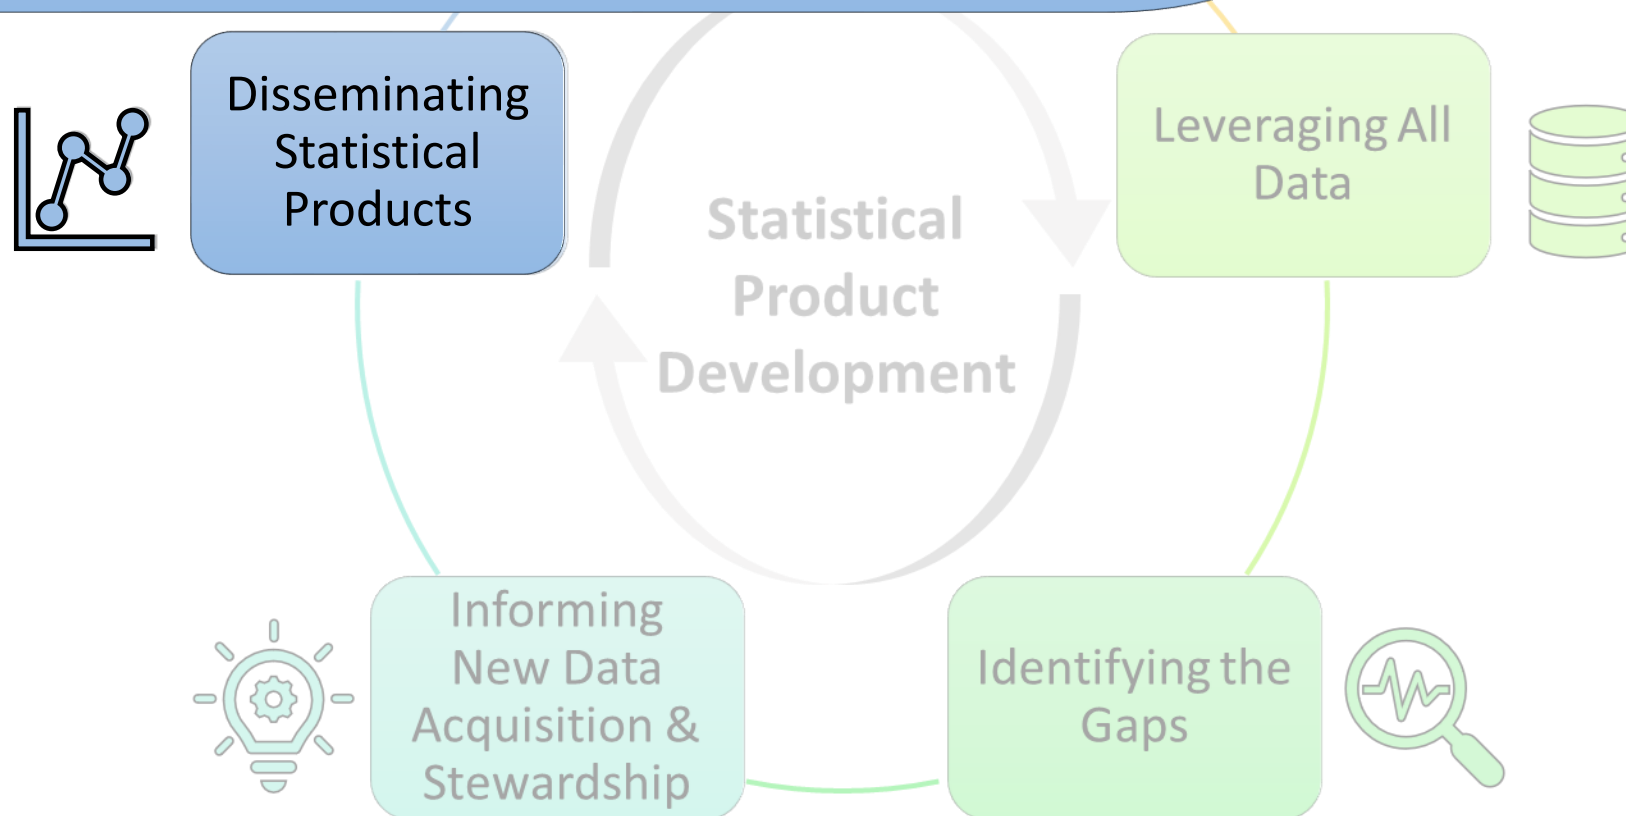 Disseminating
Statistical
Products
Leveraging All
Data
Statistical
Product
Development
Informing
New Data
Acquisition &
Stewardship
Identifying the
Gaps